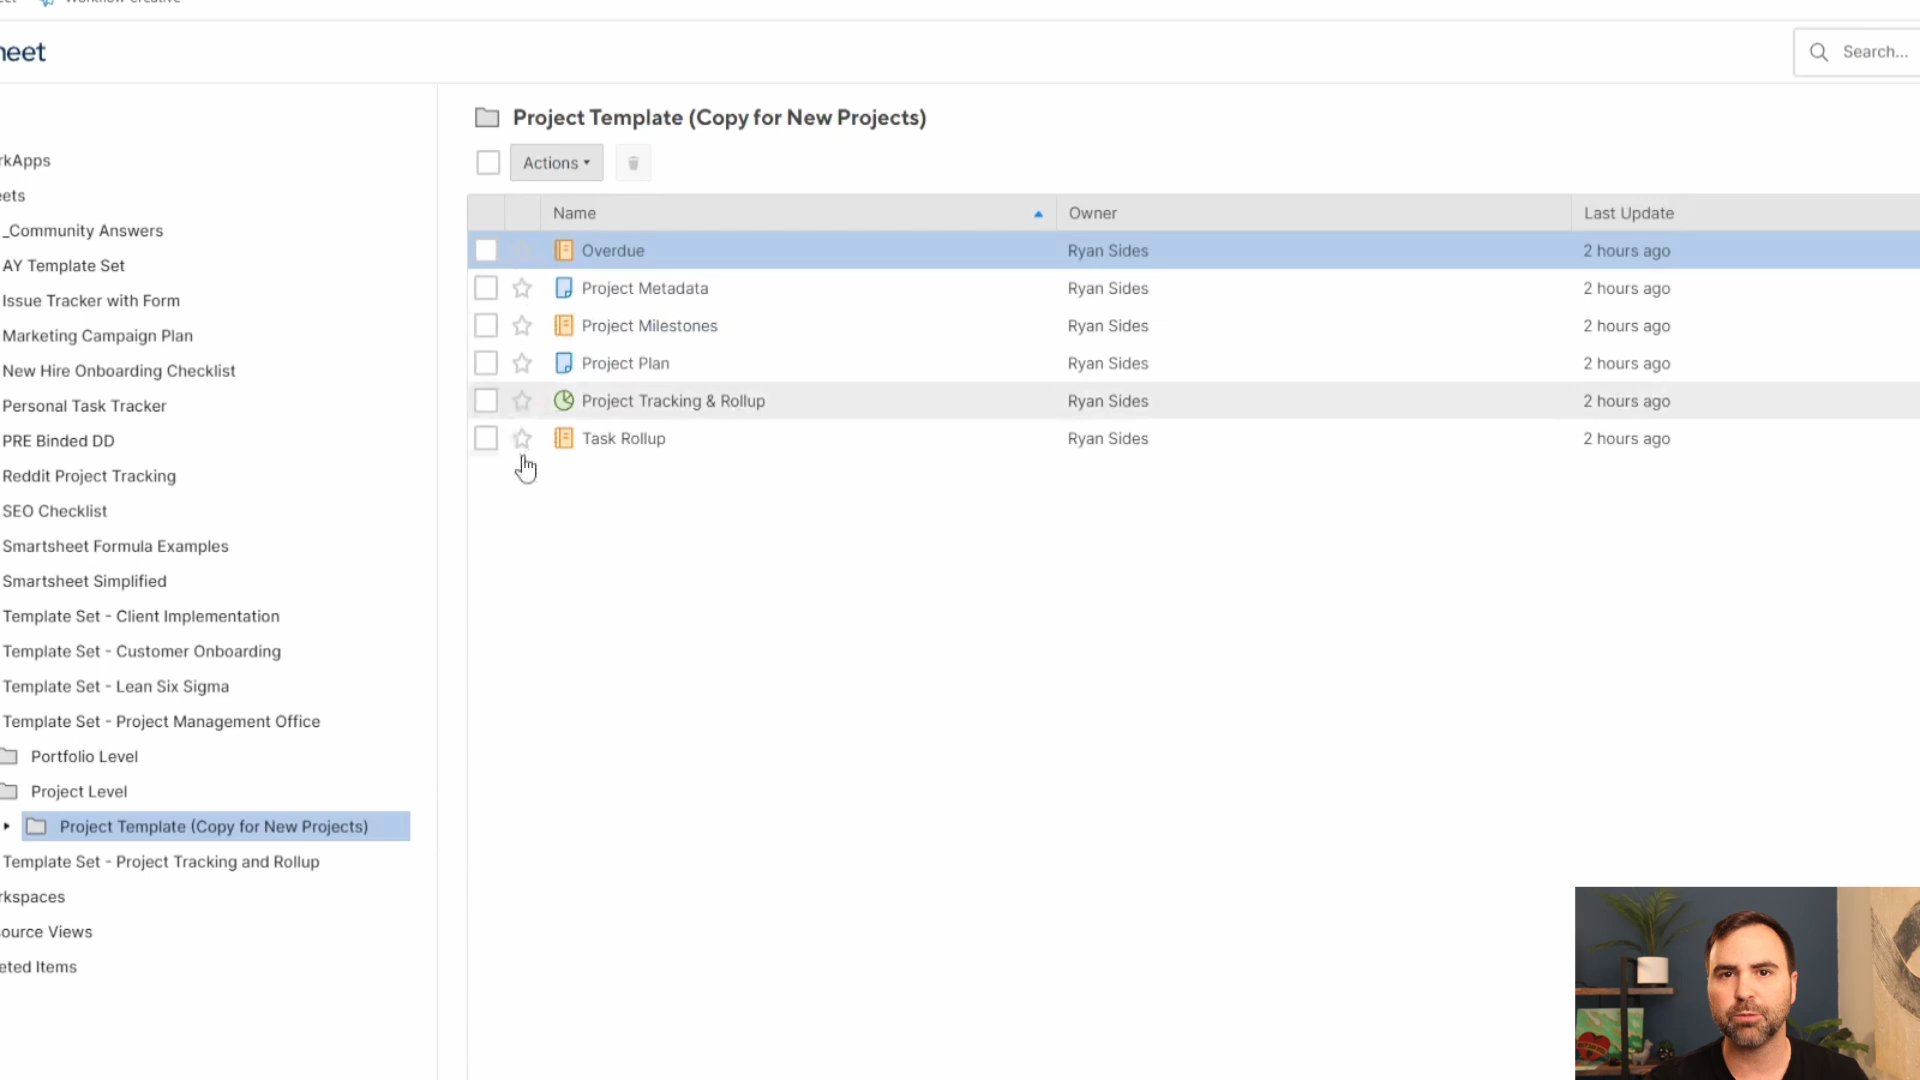 Workflow Creative
heet
Search...
Project Template (Copy for New Projects)
Actions
Name
Owner
Last Update
Overdue
Ryan Sides
2 hours ago
Project Metadata
Ryan Sides
2 hours ago
Project Milestones
Ryan Sides
2 hours ago
Project Plan
Ryan Sides
2 hours ago
Project Tracking & Rollup
Ryan Sides
2 hours ago
Task Rollup
Ryan Sides
2 hours ago
rkApps
ets
_Community Answers
AY Template Set
Issue Tracker with Form
Marketing Campaign Plan
New Hire Onboarding Checklist
Personal Task Tracker
PRE Binded DD
Reddit Project Tracking
SEO Checklist
Smartsheet Formula Examples
Smartsheet Simplified
Template Set - Client Implementation
Template Set - Customer Onboarding
Template Set - Lean Six Sigma
Template Set - Project Management Office
Portfolio Level
Project Level
Project Template (Copy for New Projects)
Template Set - Project Tracking and Rollup
rkspaces
ource Views
eted Items